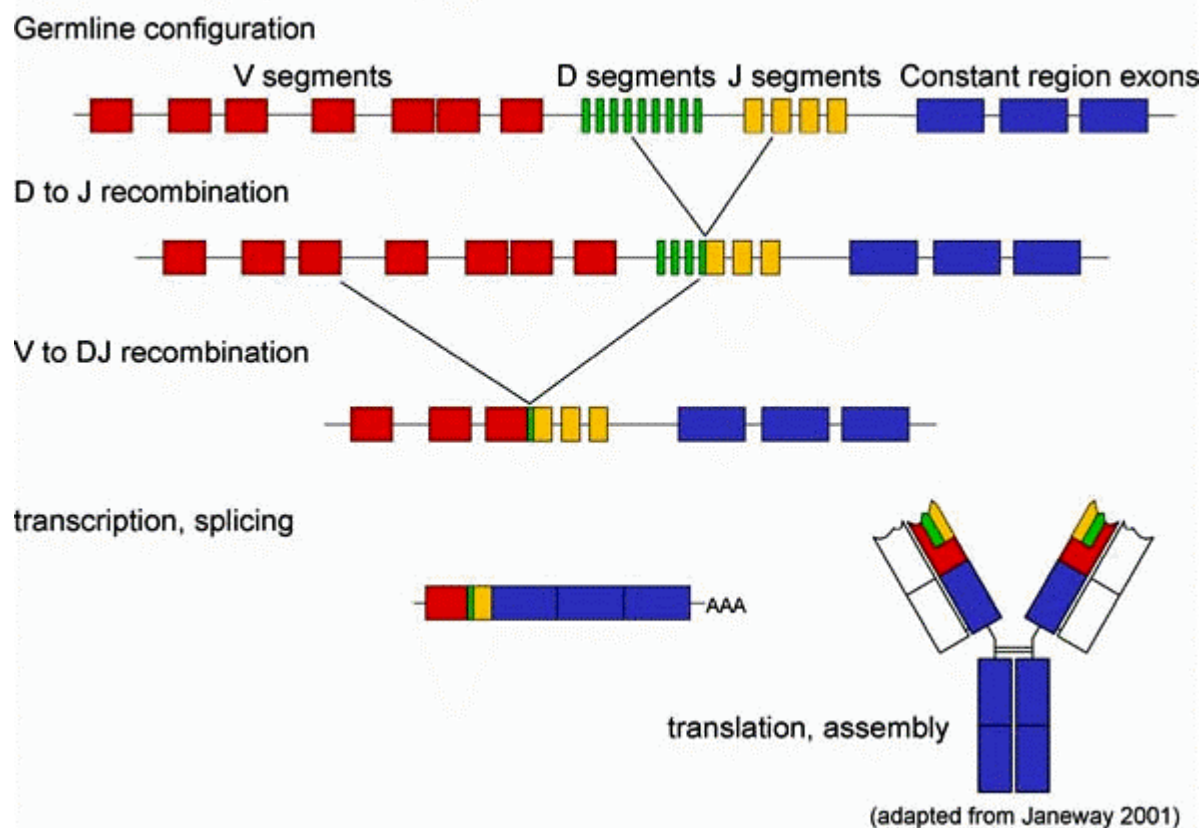 Germline configuration
V segments
D segments
J segments
Constant region exons
D to J recombination
V to DJ recombination
transcription, splicing
AAA
translation, assembly
(adapted from Janeway 2001)